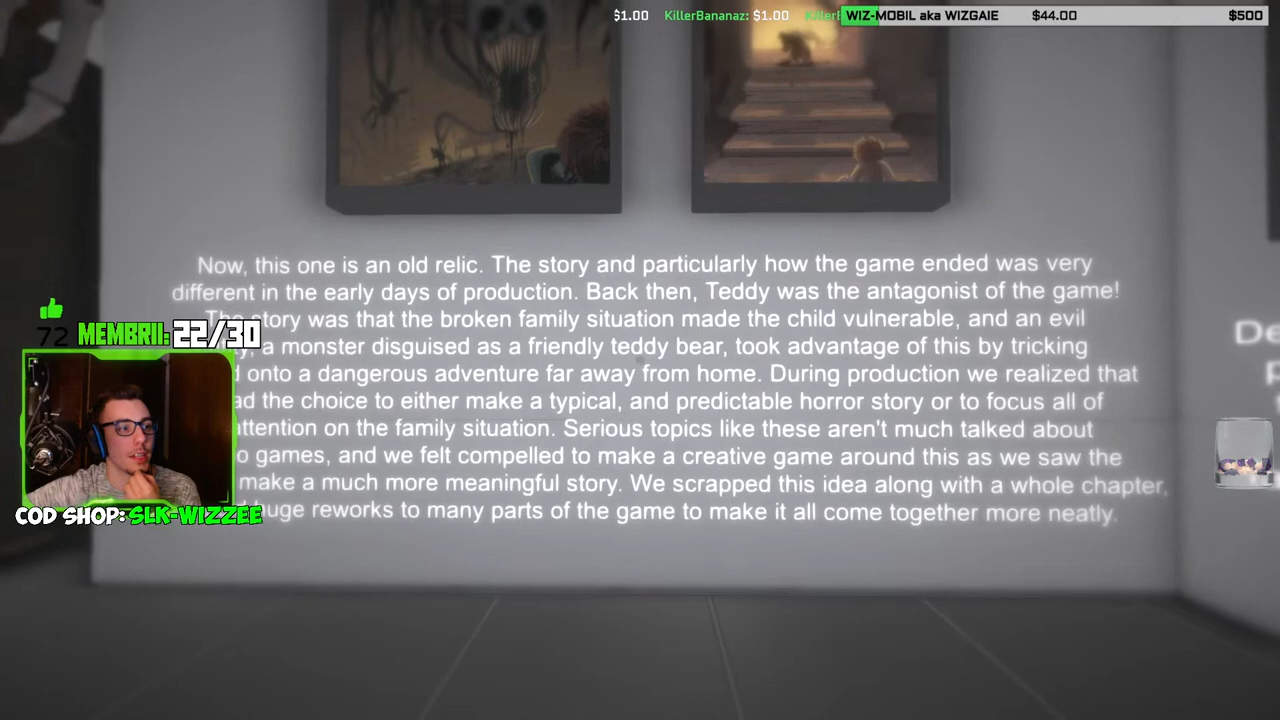 $1.00 KillerBananaz: $1.00 WIZ-MOBIL aka WIZGAIE $44.00 $500
Now, this one is an old relic. The story and particularly how the game ended was very
different in the early days of production. Back then, Teddy was the antagonist of the game!
The story was that the broken family situation made the child vulnerable, and an evil
a monster disguised as a friendly teddy bear, took advantage of this by tricking
onto a dangerous adventure far away from home. During production we realized that
the choice to either make a typical, and predictable horror story or to focus all of
attention on the family situation. Serious topics like these aren't much talked about
games, and we felt compelled to make a creative game around this as we saw the
make a much more meaningful story. We scrapped this idea along with a whole chapter,
huge reworks to many parts of the game to make it all come together more neatly.
72 MEMBRII: 22/30
COD SHOP: SLK-WIZZEE